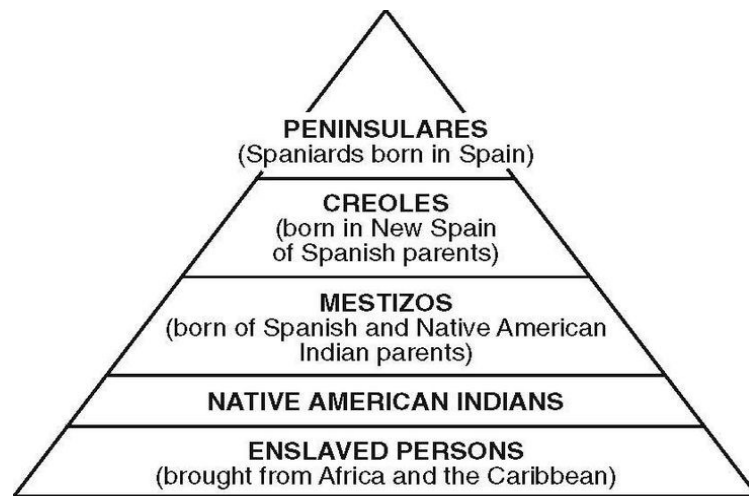 PENINSULARES
(Spaniards born in Spain)
CREOLES
(born in New Spain
of Spanish parents)
MESTIZOS
(born of Spanish and Native American
Indian parents)
NATIVE AMERICAN INDIANS
ENSLAVED PERSONS
(brought from Africa and the Caribbean)